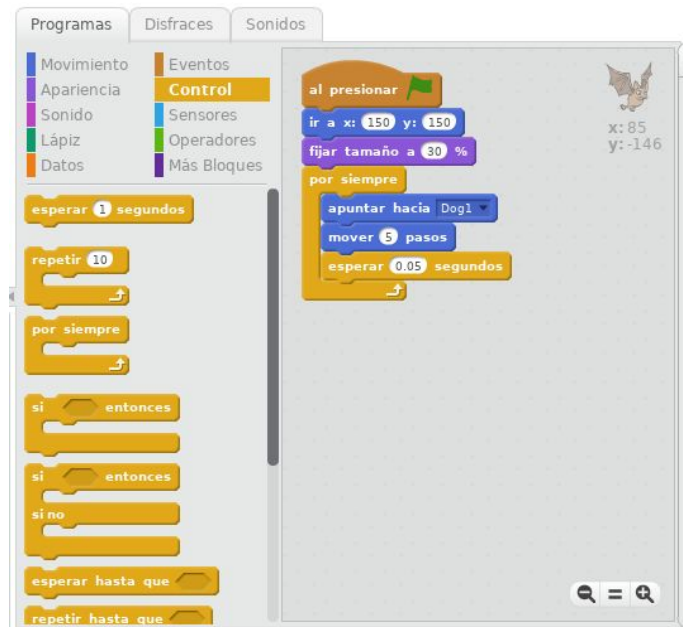 Programas
Disfraces
Sonidos
Movimiento
Eventos
Apariencia
Control
Sonido
Sensores
Lápiz
Operadores
Datos
Más Bloques
esperar 1 segundos
repetir 10
por siempre
si entonces
si entonces
si no
esperar hasta que
repetir hasta que
al presionar
ir a x: 150 y: 150
fijar tamaño a 30 %
por siempre
apuntar hacia Dog1
mover 5 pasos
esperar 0.05 segundos
x: 85
y: -146